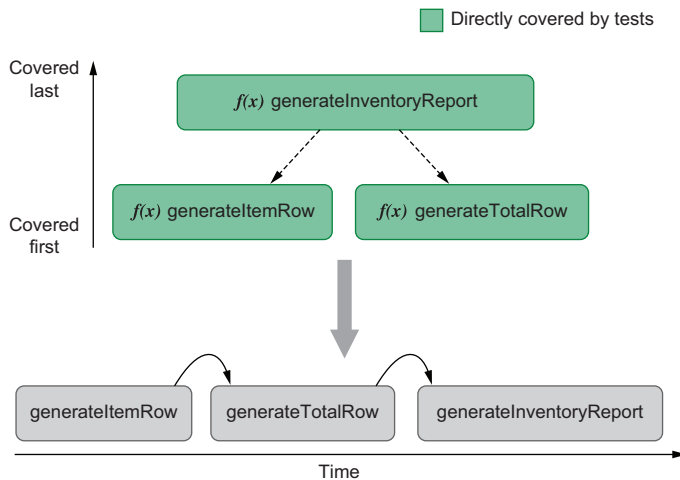 Directly covered by tests
Covered
last
f(x) generateInventoryReport
f(x) generateItemRow
f(x) generateTotalRow
Covered
first
generateItemRow
generateTotalRow
generateInventoryReport
Time